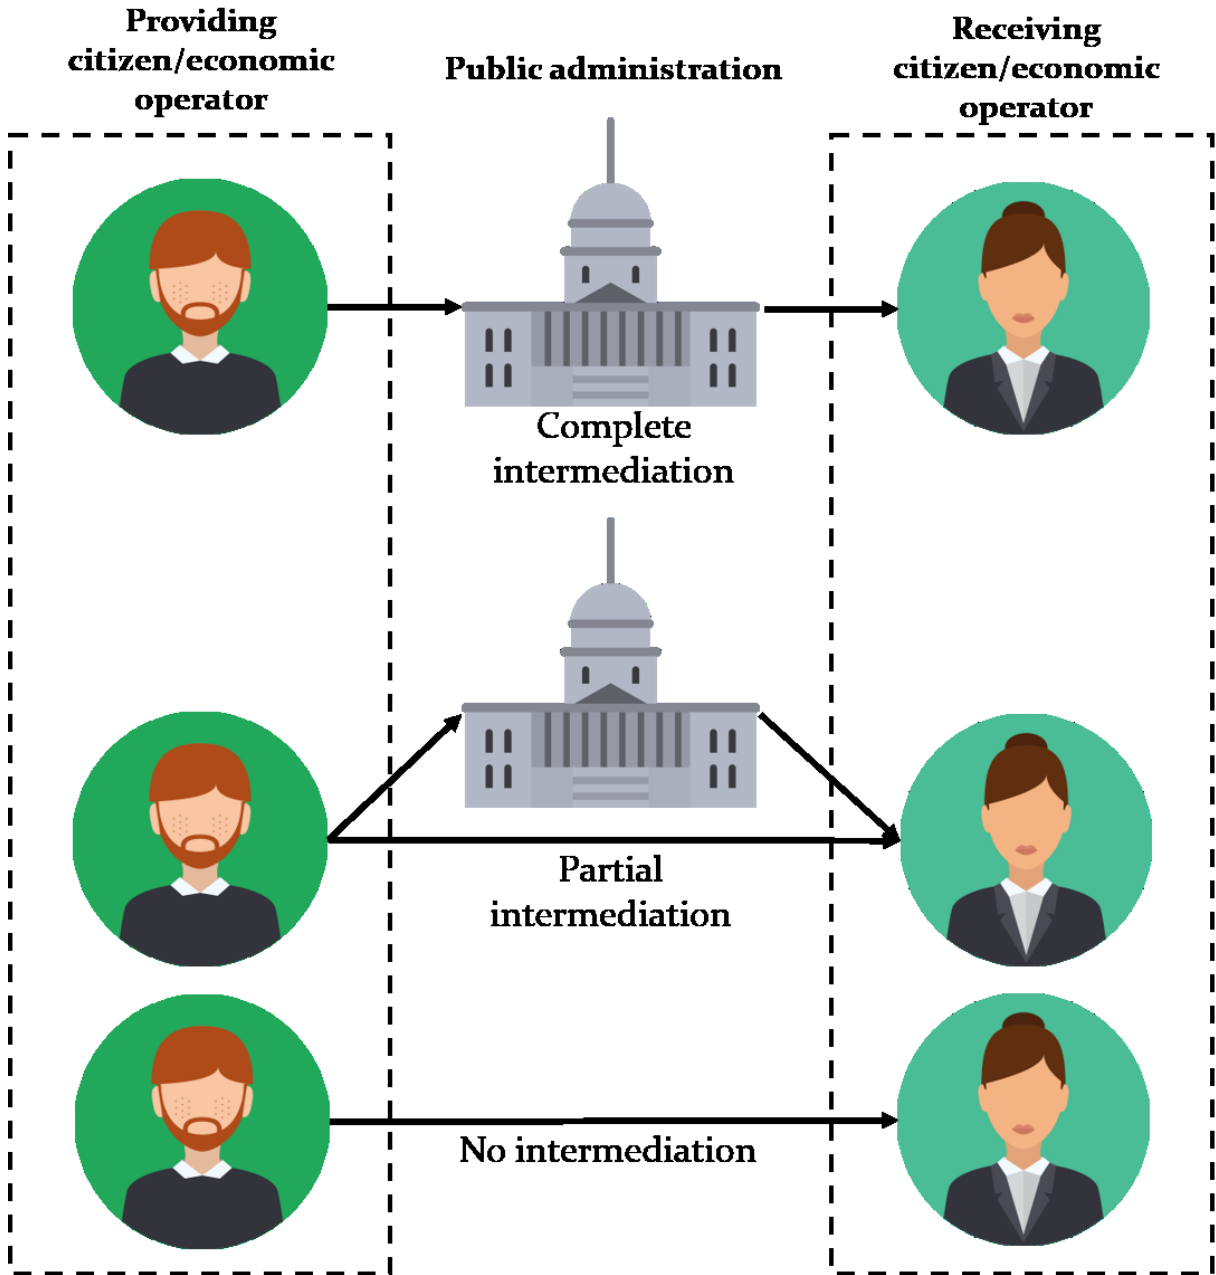 Providing
citizen/economic
operator
Public administration
Receiving
citizen/economic
operator
Complete
intermediation
Partial
intermediation
No intermediation